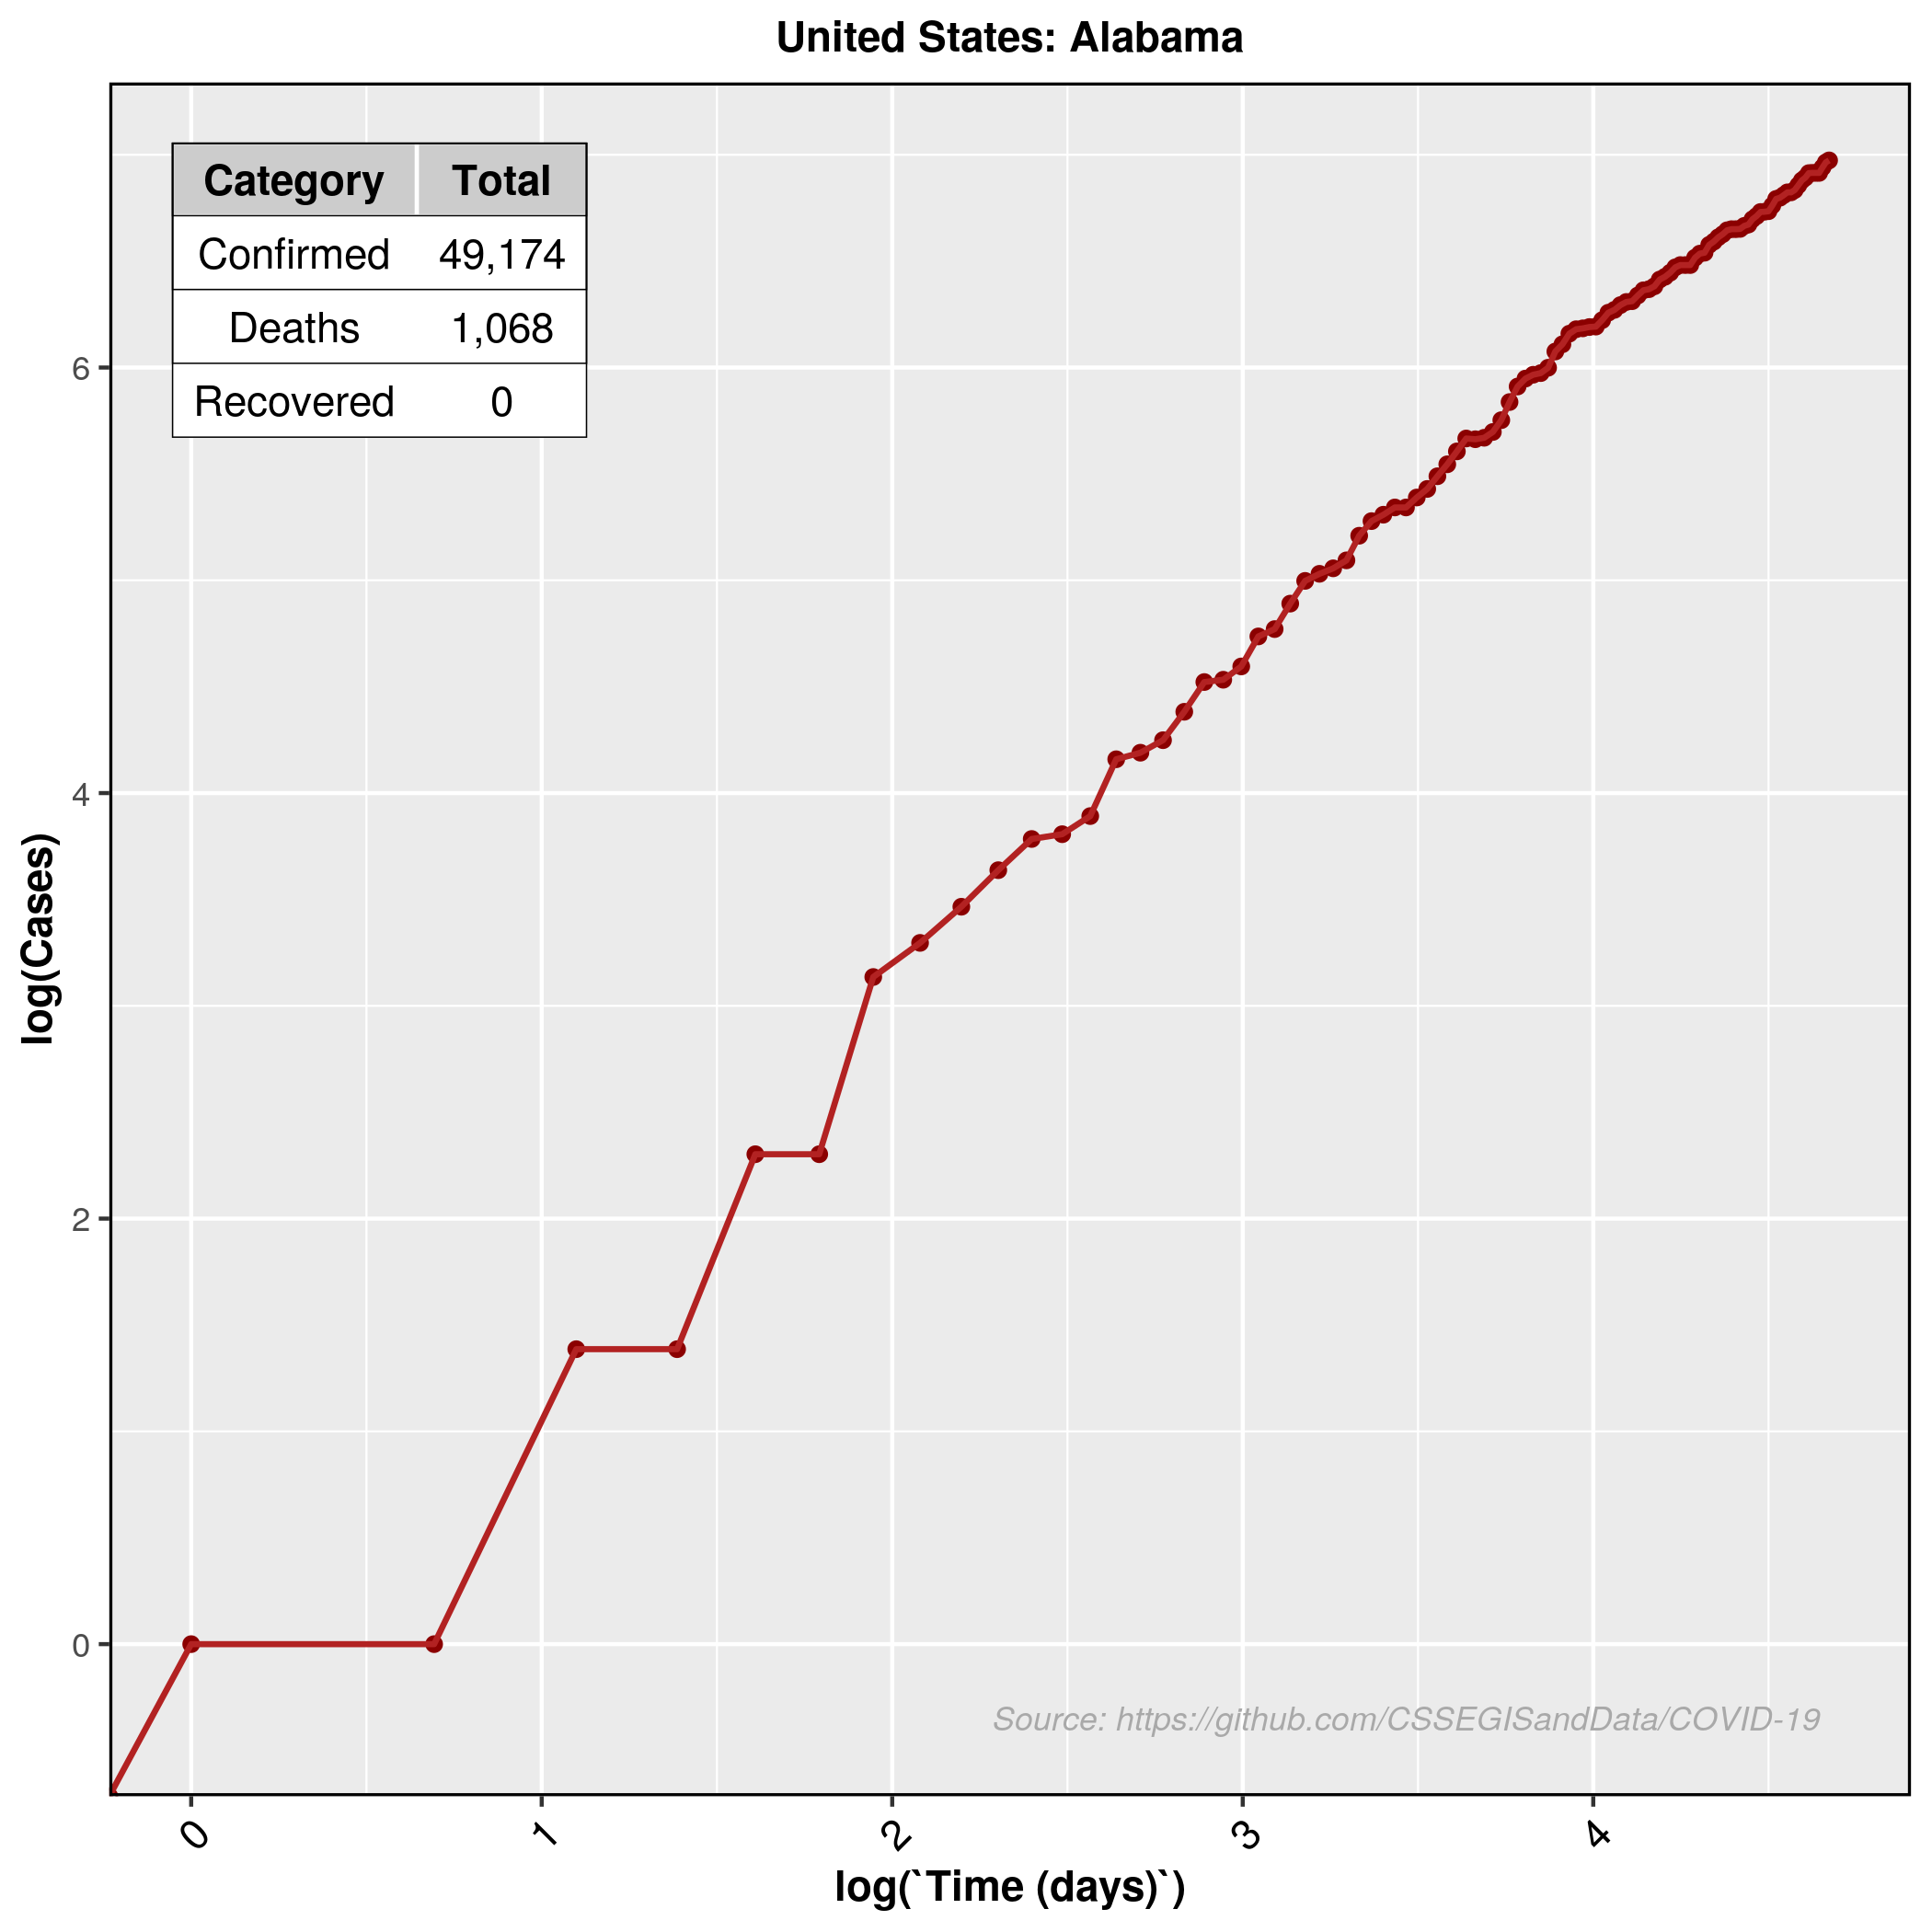 United States: Alabama
Category Total
Confirmed 49,174
Deaths 1,068
Recovered 0
6
4
2
0
log(Cases)
Source: https://github.com/CSSEGISandData/COVID-19
0 1 2 3 4
log(`Time (days)`)